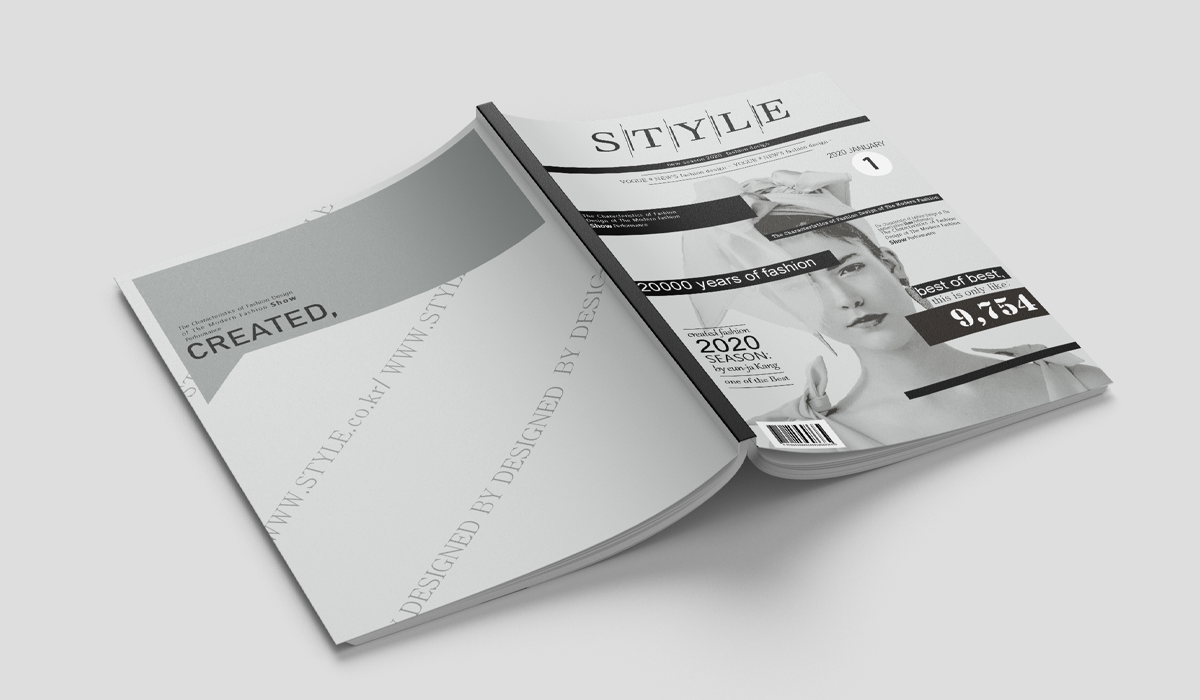 The Characteristics of Fashion Design
of The Modern Fashion Show
Performance
CREATED,
WWW.STYLE.co.kr/ WWW.STYLE
DESIGNED BY DESIGNED BY DESIGNED BY DESIG
STYLE
new season 2020 fashion design
VOGUE * NEW'S fashion design - VOGUE * NEW'S fashion design -
2020 JANUARY
1
The Characteristics of Fashion
Design of The Modern Fashion
Show Performance
The Characteristics of Fashion Design of The Modern Fashion
The Characteristics of Fashion
Design of The Modern Fashion
Show Performance
20000 years of fashion
best of best,
this is only like.
9,754
created fashion
2020
SEASON:
by eun-ja Kang
one of the Best